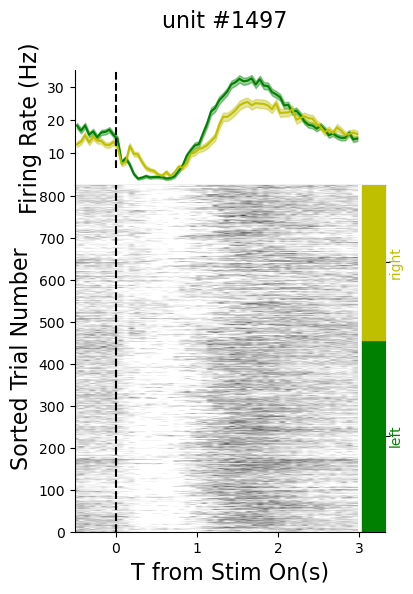 unit #1497
Firing Rate (Hz)
30
20
10
Sorted Trial Number
800
700
600
500
400
300
200
100
0
right
left
0
1
2
3
T from Stim On(s)